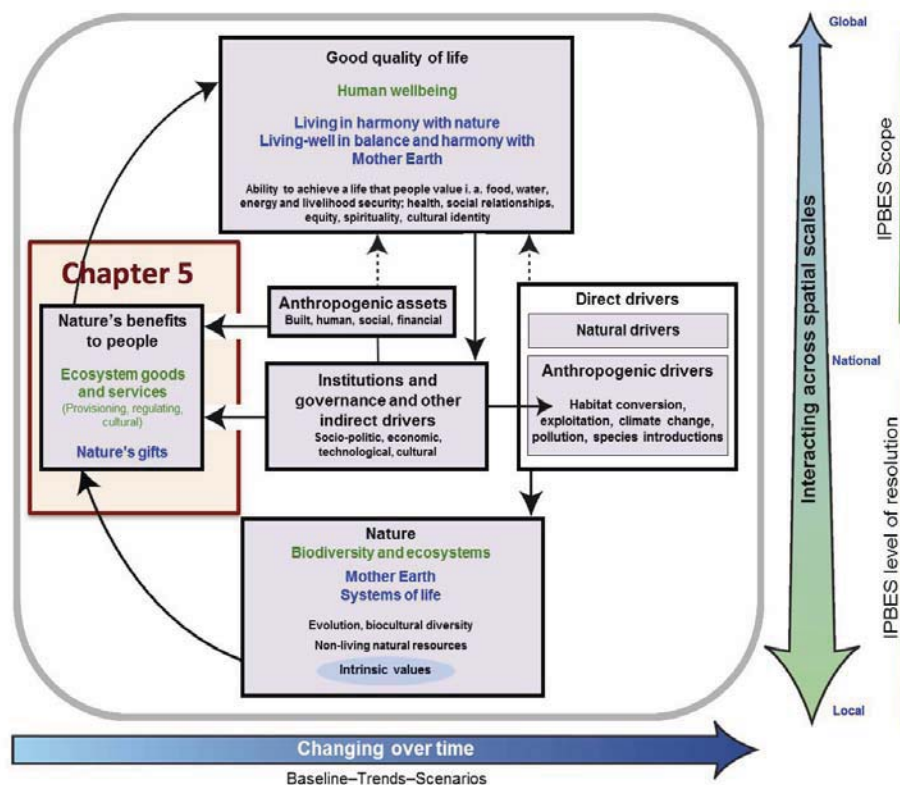 Global
Good quality of life
Human wellbeing
Living in harmony with nature
Living-well in balance and harmony with
Mother Earth
Ability to achieve a life that people value i. a. food, water,
energy and livelihood security; health, social relationships,
equity, spirituality, cultural identity
IPBES Scope
Chapter 5
Nature's benefits
to people
Ecosystem goods
and services
(Provisioning, regulating,
cultural)
Nature's gifts
Anthropogenic assets
Built, human, social, financial
Institutions and
governance and other
indirect drivers
Socio-politic, economic,
technological, cultural
Direct drivers
Natural drivers
Anthropogenic drivers
Habitat conversion,
exploitation, climate change,
pollution, species introductions
Interacting across spatial scales
National
IPBES level of resolution
Nature
Biodiversity and ecosystems
Mother Earth
Systems of life
Evolution, biocultural diversity
Non-living natural resources
Intrinsic values
Local
Changing over time
Baseline–Trends–Scenarios